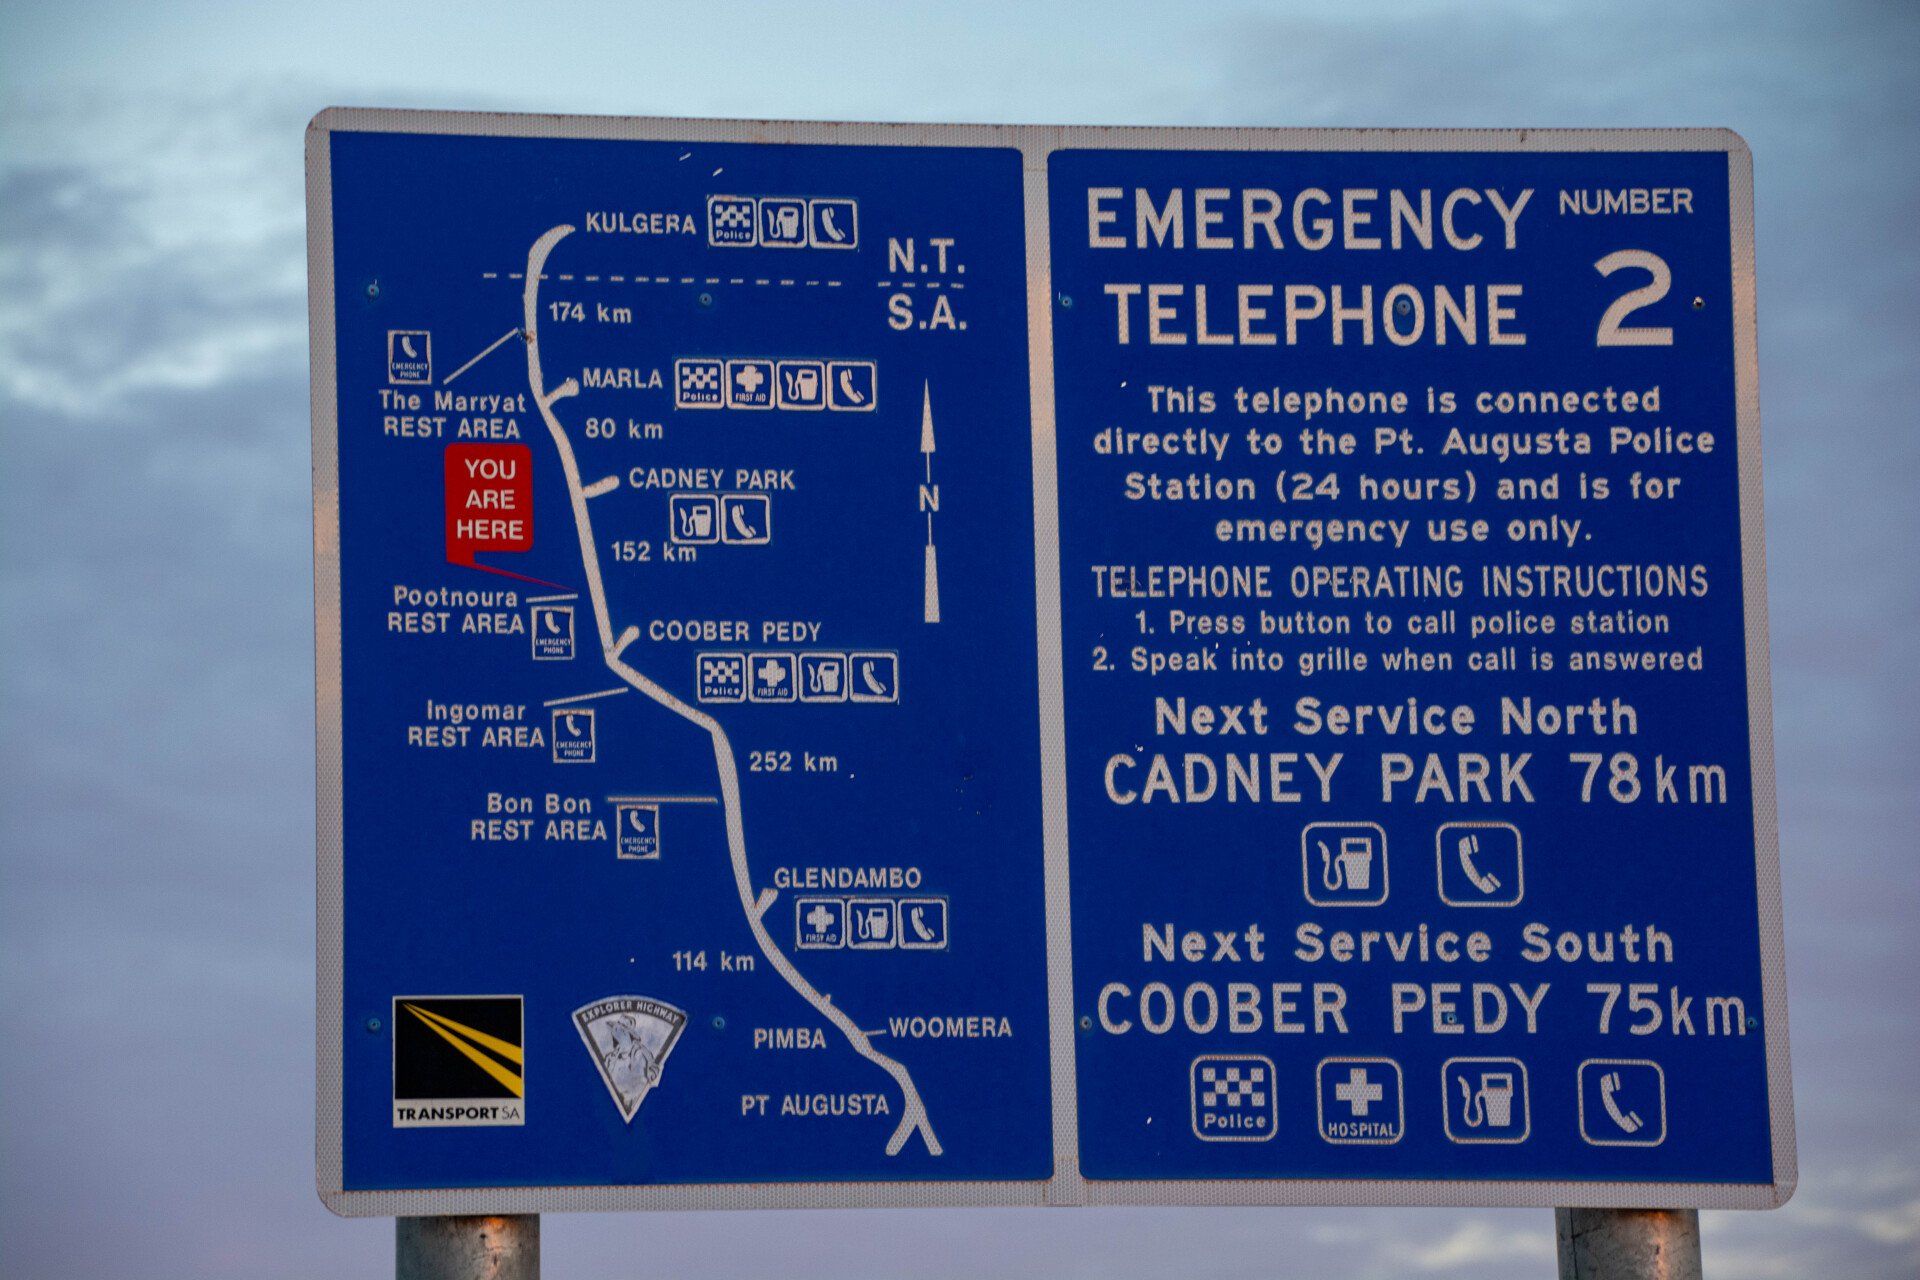 KULGERA
Police
N.T.
S.A.
174 km
EMERGENCY
PHONE
The Marryat
REST AREA
MARLA
Police
FIRST AID
80 km
YOU
ARE
HERE
CADNEY PARK
N
152 km
Pootnoura
REST AREA
EMERGENCY
PHONE
COOBER PEDY
Police
FIRST AID
Ingomar
REST AREA
EMERGENCY
PHONE
252 km
Bon Bon
REST AREA
EMERGENCY
PHONE
GLENDAMBO
FIRST AID
114 km
EXPLORER HIGHWAY
PIMBA
WOOMERA
PT AUGUSTA
TRANSPORT SA
EMERGENCY NUMBER
TELEPHONE 2
This telephone is connected
directly to the Pt. Augusta Police
Station (24 hours) and is for
emergency use only.
TELEPHONE OPERATING INSTRUCTIONS
1. Press button to call police station
2. Speak into grille when call is answered
Next Service North
CADNEY PARK 78km
Next Service South
COOBER PEDY 75km
Police
HOSPITAL